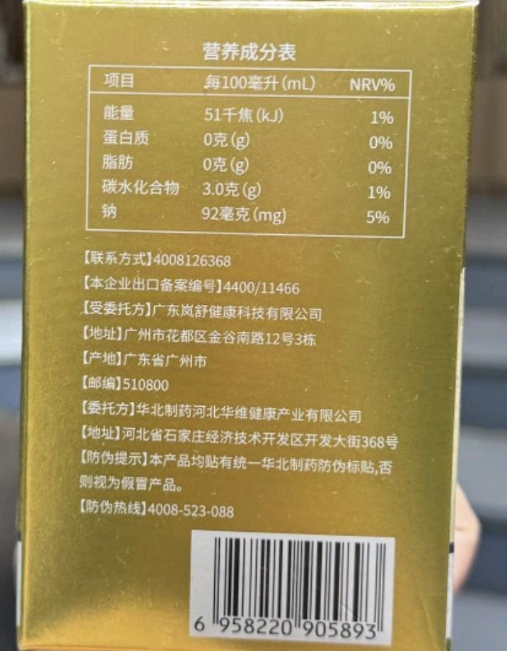 营养成分表
项目 每100毫升(mL) NRV%
能量 51千焦(kJ) 1%
蛋白质 0克(g) 0%
脂肪 0克(g) 0%
碳水化合物 3.0克(g) 1%
钠 92毫克(mg) 5%
【联系方式】4008126368
【本企业出口备案编号】4400/11466
【受委托方】广东岚舒健康科技有限公司
【地址】广州市花都区金谷南路12号3栋
【产地】广东省广州市
【邮编】510800
【委托方】华北制药河北华维健康产业有限公司
【地址】河北省石家庄经济技术开发区开发大街368号
【防伪提示】本产品均贴有统一华北制药防伪标贴,否
则视为假冒产品。
【防伪热线】4008-523-088
6 958220 905893